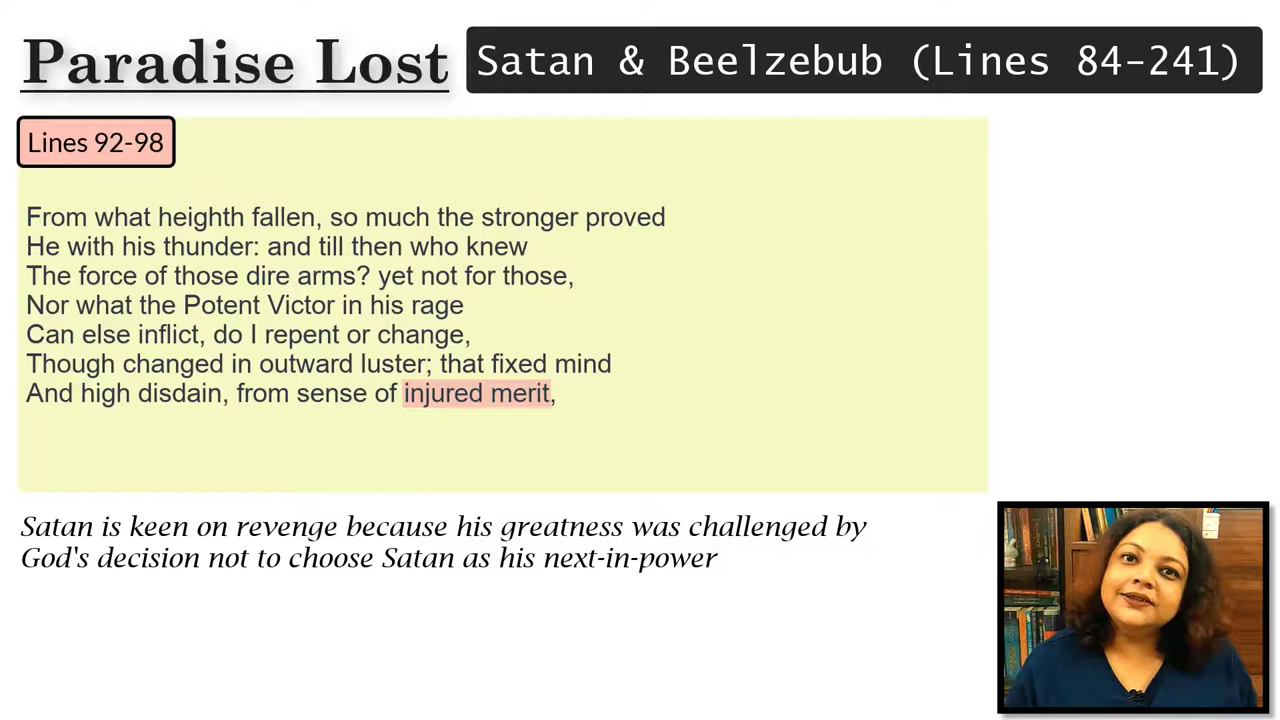 Paradise Lost
Satan & Beelzebub (Lines 84-241)
Lines 92-98
From what heighth fallen, so much the stronger proved
He with his thunder: and till then who knew
The force of those dire arms? yet not for those,
Nor what the Potent Victor in his rage
Can else inflict, do I repent or change,
Though changed in outward luster; that fixed mind
And high disdain, from sense of injured merit,
Satan is keen on revenge because his greatness was challenged by
God's decision not to choose Satan as his next-in-power